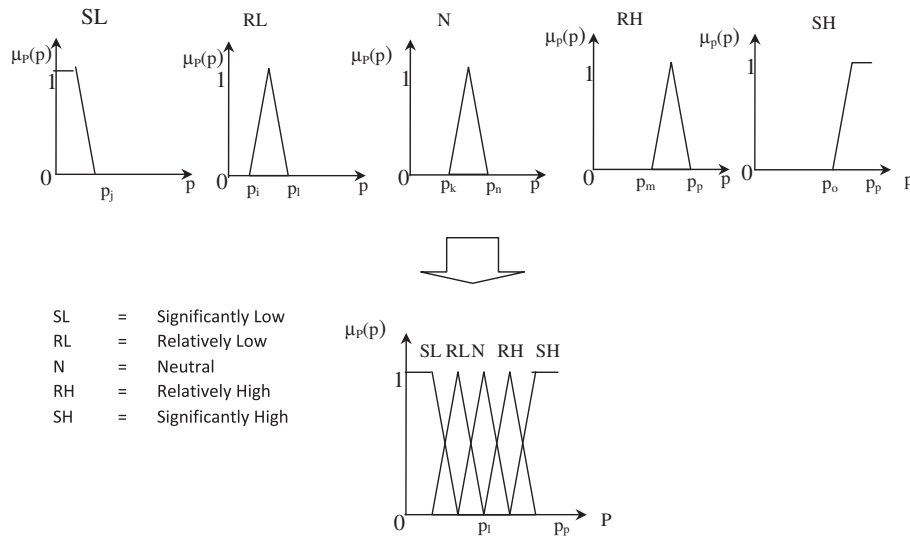 SL RL N RH SH
μP(p) μP(p) μP(p) μp(p) μp(p)
1 1 1 1 1
0 0 0 0 0
pj p pi pl p pk pn p pm pp p po pp p
SL = Significantly Low
RL = Relatively Low
N = Neutral
RH = Relatively High
SH = Significantly High
μP(p)
SL RL N RH SH
1
0 pl pp P